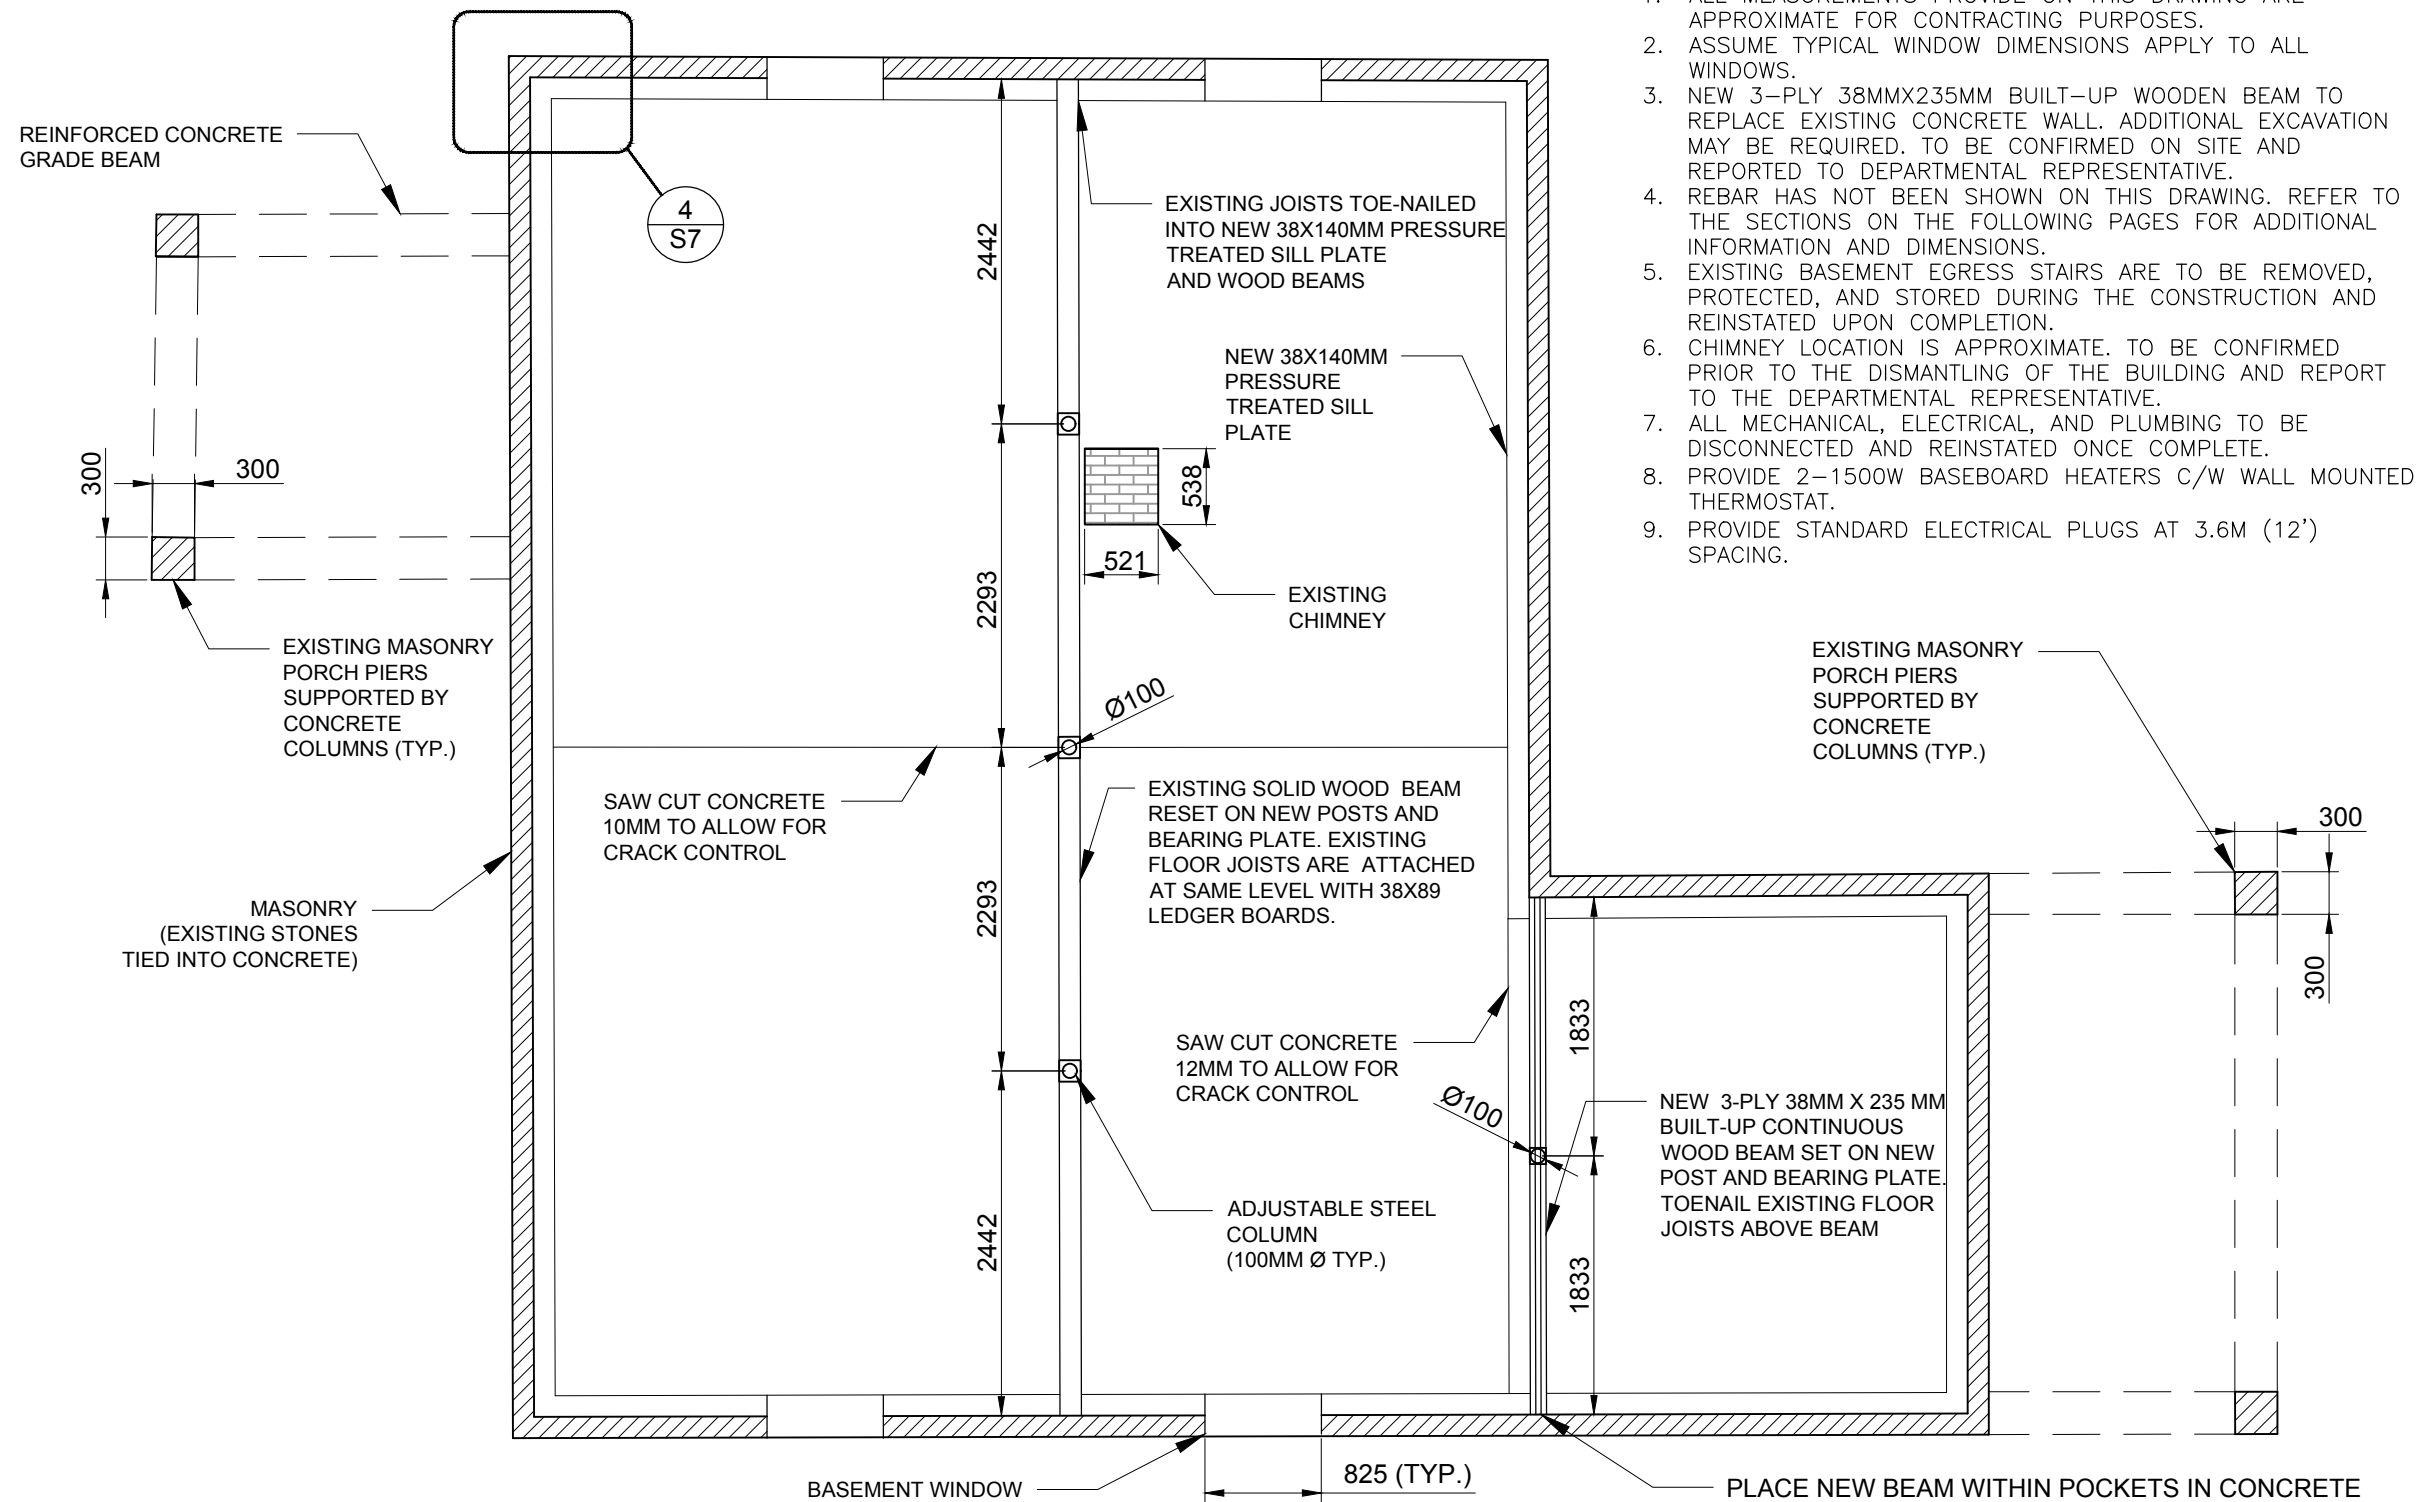 1. ALL MEASUREMENTS PROVIDE ON THIS DRAWING ARE
APPROXIMATE FOR CONTRACTING PURPOSES.
2. ASSUME TYPICAL WINDOW DIMENSIONS APPLY TO ALL
WINDOWS.
3. NEW 3-PLY 38MMX235MM BUILT-UP WOODEN BEAM TO
REPLACE EXISTING CONCRETE WALL. ADDITIONAL EXCAVATION
MAY BE REQUIRED. TO BE CONFIRMED ON SITE AND
REPORTED TO DEPARTMENTAL REPRESENTATIVE.
4. REBAR HAS NOT BEEN SHOWN ON THIS DRAWING. REFER TO
THE SECTIONS ON THE FOLLOWING PAGES FOR ADDITIONAL
INFORMATION AND DIMENSIONS.
5. EXISTING BASEMENT EGRESS STAIRS ARE TO BE REMOVED,
PROTECTED, AND STORED DURING THE CONSTRUCTION AND
REINSTATED UPON COMPLETION.
6. CHIMNEY LOCATION IS APPROXIMATE. TO BE CONFIRMED
PRIOR TO THE DISMANTLING OF THE BUILDING AND REPORT
TO THE DEPARTMENTAL REPRESENTATIVE.
7. ALL MECHANICAL, ELECTRICAL, AND PLUMBING TO BE
DISCONNECTED AND REINSTATED ONCE COMPLETE.
8. PROVIDE 2-1500W BASEBOARD HEATERS C/W WALL MOUNTED
THERMOSTAT.
9. PROVIDE STANDARD ELECTRICAL PLUGS AT 3.6M (12')
SPACING.
REINFORCED CONCRETE
GRADE BEAM
4
S7
2442
EXISTING JOISTS TOE-NAILED
INTO NEW 38X140MM PRESSURE
TREATED SILL PLATE
AND WOOD BEAMS
NEW 38X140MM
PRESSURE
TREATED SILL
PLATE
300
300
538
521
2293
EXISTING
CHIMNEY
EXISTING MASONRY
PORCH PIERS
SUPPORTED BY
CONCRETE
COLUMNS (TYP.)
EXISTING MASONRY
PORCH PIERS
SUPPORTED BY
CONCRETE
COLUMNS (TYP.)
Ø100
SAW CUT CONCRETE
10MM TO ALLOW FOR
CRACK CONTROL
EXISTING SOLID WOOD BEAM
RESET ON NEW POSTS AND
BEARING PLATE. EXISTING
FLOOR JOISTS ARE ATTACHED
AT SAME LEVEL WITH 38X89
LEDGER BOARDS.
300
300
MASONRY
(EXISTING STONES
TIED INTO CONCRETE)
2293
1833
SAW CUT CONCRETE
12MM TO ALLOW FOR
CRACK CONTROL
Ø100
NEW 3-PLY 38MM X 235 MM
BUILT-UP CONTINUOUS
WOOD BEAM SET ON NEW
POST AND BEARING PLATE.
TOENAIL EXISTING FLOOR
JOISTS ABOVE BEAM
2442
ADJUSTABLE STEEL
COLUMN
(100MM Ø TYP.)
1833
BASEMENT WINDOW
825 (TYP.)
PLACE NEW BEAM WITHIN POCKETS IN CONCRETE